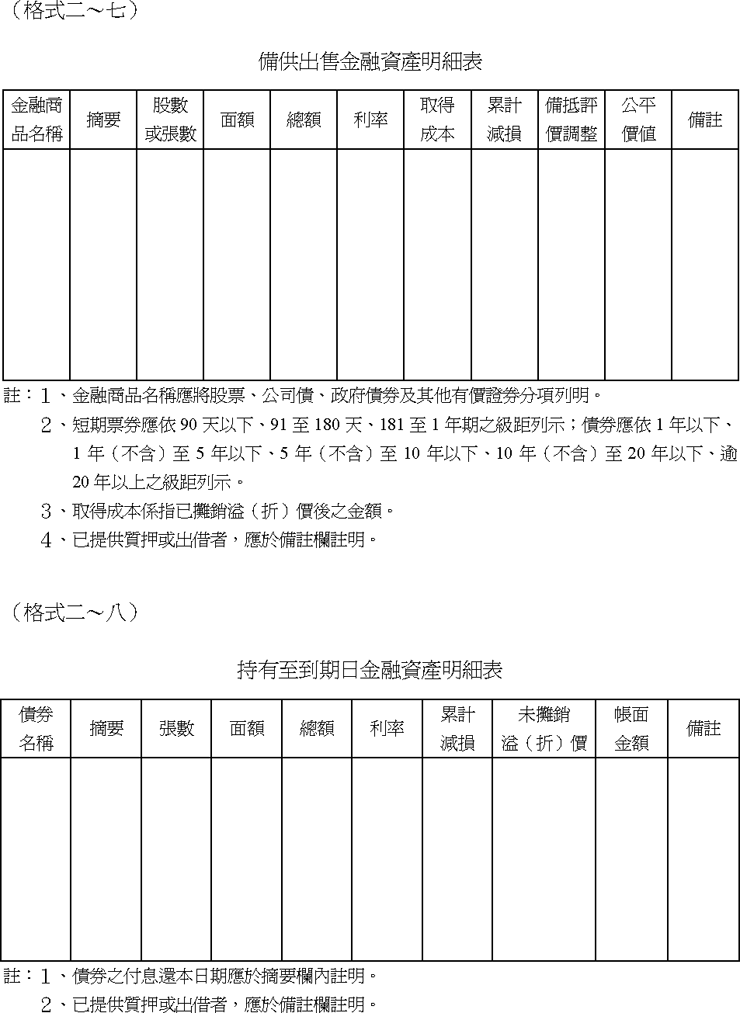 （格式二～七）
備供出售金融資產明細表
金融商品名稱 摘要 股數或張數 面額 總額 利率 取得成本 累計減損 備抵評價調整 公平價值 備註
註：１、金融商品名稱應將股票、公司債、政府債券及其他有價證券分項列明。
２、短期票券應依 90 天以下、91 至 180 天、181 至 1 年期之級距列示；債券應依 1 年以下、
1 年（不含）至 5 年以下、5 年（不含）至 10 年以下、10 年（不含）至 20 年以下、逾
20 年以上之級距列示。
３、取得成本係指已攤銷溢（折）價後之金額。
４、已提供質押或出借者，應於備註欄註明。
（格式二～八）
持有至到期日金融資產明細表
債券名稱 摘要 張數 面額 總額 利率 累計減損 未攤銷溢（折）價 帳面金額 備註
註：１、債券之付息還本日期應於摘要欄內註明。
２、已提供質押或出借者，應於備註欄註明。